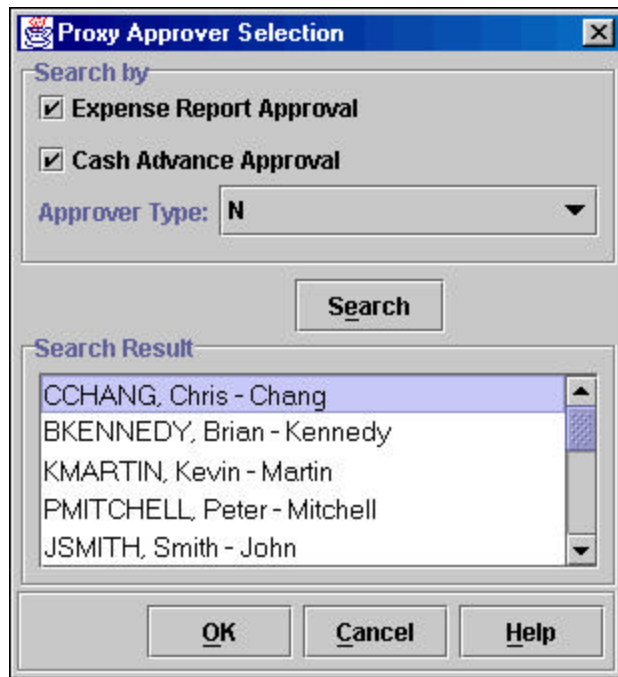 Proxy Approver Selection
Search by
Expense Report Approval
Cash Advance Approval
Approver Type: N
Search
Search Result
CCHANG, Chris - Chang
BKENNEDY, Brian - Kennedy
KMARTIN, Kevin - Martin
PMITCHELL, Peter - Mitchell
JSMITH, Smith - John
OK Cancel Help